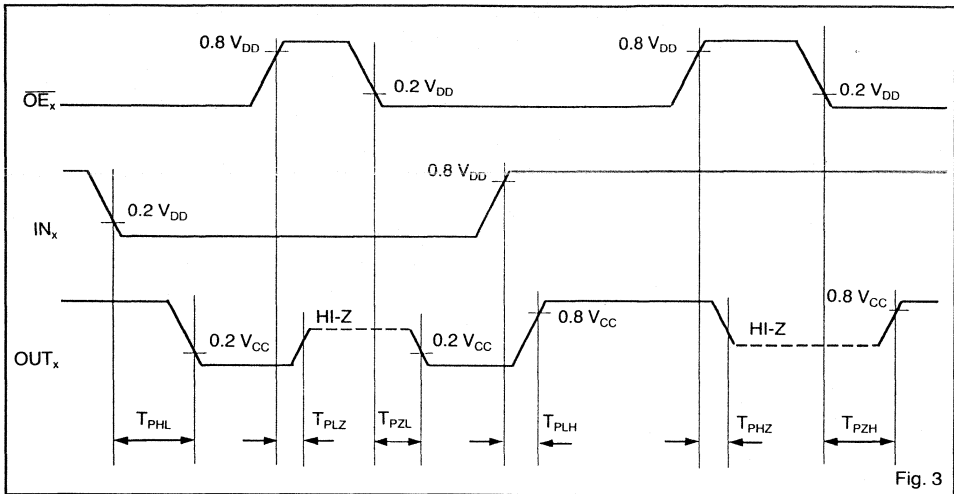 0.8 V_DD
0.8 V_DD
0.2 V_DD
0.2 V_DD
OE_x
0.8 V_DD
0.2 V_DD
IN_x
HI-Z
0.8 V_CC
0.8 V_CC
HI-Z
0.2 V_CC
0.2 V_CC
OUT_x
T_PHL
T_PLZ
T_PZL
T_PLH
T_PHZ
T_PZH
Fig. 3